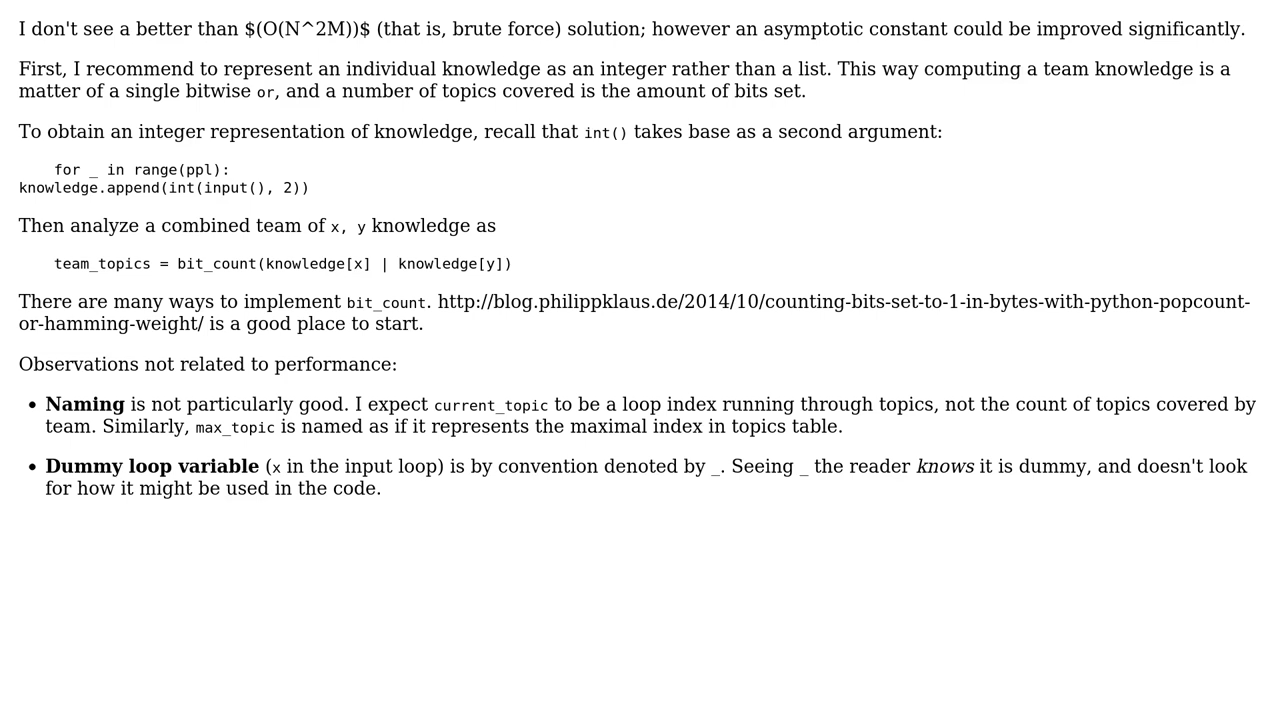 I don't see a better than $(O(N^2M))$ (that is, brute force) solution; however an asymptotic constant could be improved significantly.
First, I recommend to represent an individual knowledge as an integer rather than a list. This way computing a team knowledge is a
matter of a single bitwise or, and a number of topics covered is the amount of bits set.
To obtain an integer representation of knowledge, recall that int() takes base as a second argument:
    for _ in range(ppl):
knowledge.append(int(input(), 2))
Then analyze a combined team of x, y knowledge as
    team_topics = bit_count(knowledge[x] | knowledge[y])
There are many ways to implement bit_count. http://blog.philippklaus.de/2014/10/counting-bits-set-to-1-in-bytes-with-python-popcount-
or-hamming-weight/ is a good place to start.
Observations not related to performance:
• Naming is not particularly good. I expect current_topic to be a loop index running through topics, not the count of topics covered by
team. Similarly, max_topic is named as if it represents the maximal index in topics table.
• Dummy loop variable (x in the input loop) is by convention denoted by _. Seeing _ the reader knows it is dummy, and doesn't look
for how it might be used in the code.